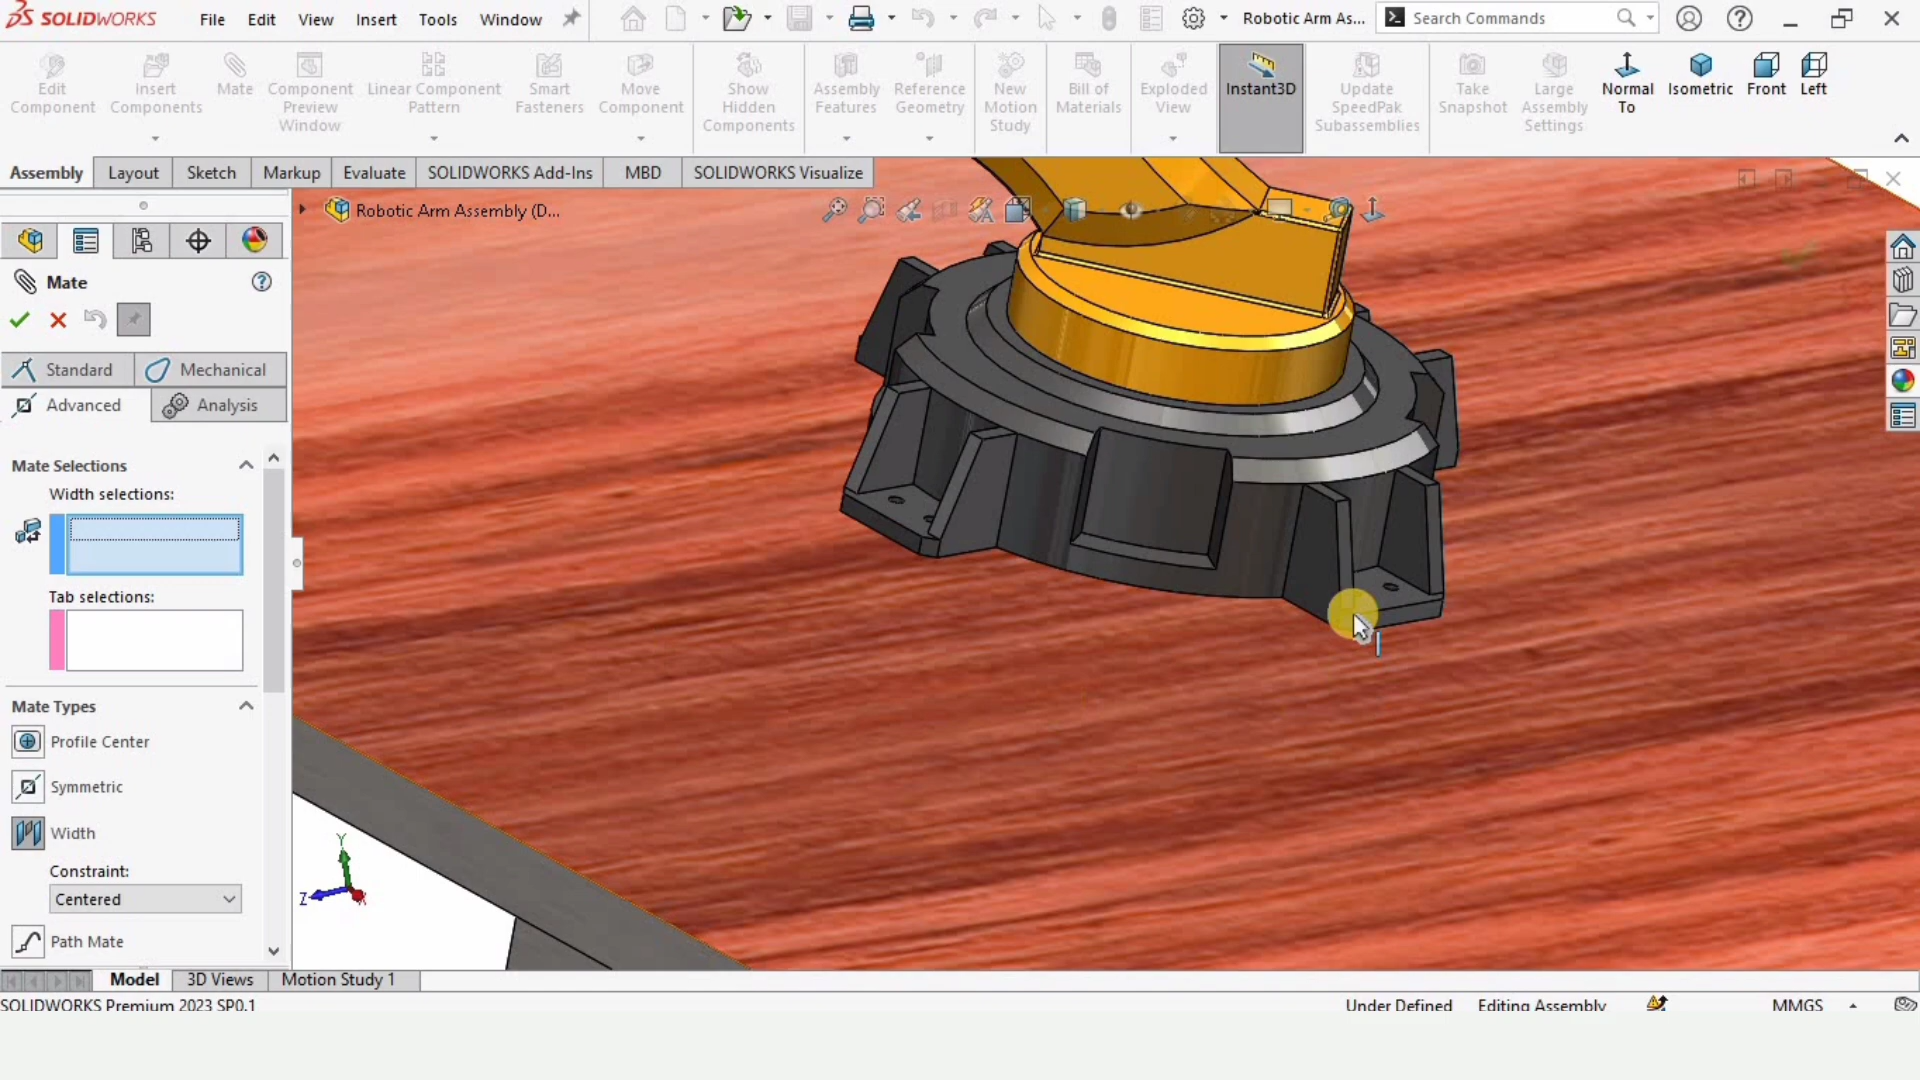 SOLIDWORKS File Edit View Insert Tools Window Robotic Arm As... Search Commands
Edit Component
Insert Components
Mate
Component Preview Window
Linear Component Pattern
Smart Fasteners
Move Component
Show Hidden Components
Assembly Features
Reference Geometry
New Motion Study
Bill of Materials
Exploded View
Instant3D
Update SpeedPak Subassemblies
Take Snapshot
Large Assembly Settings
Normal To
Isometric
Front
Left
Assembly Layout Sketch Markup Evaluate SOLIDWORKS Add-Ins MBD SOLIDWORKS Visualize
Robotic Arm Assembly (D...
Mate
Standard Mechanical
Advanced Analysis
Mate Selections
Width selections:
Tab selections:
Mate Types
Profile Center
Symmetric
Width
Constraint:
Centered
Path Mate
Y
Z
X
Model 3D Views Motion Study 1
SOLIDWORKS Premium 2023 SP0.1 Under Defined Editing Assembly MMGS